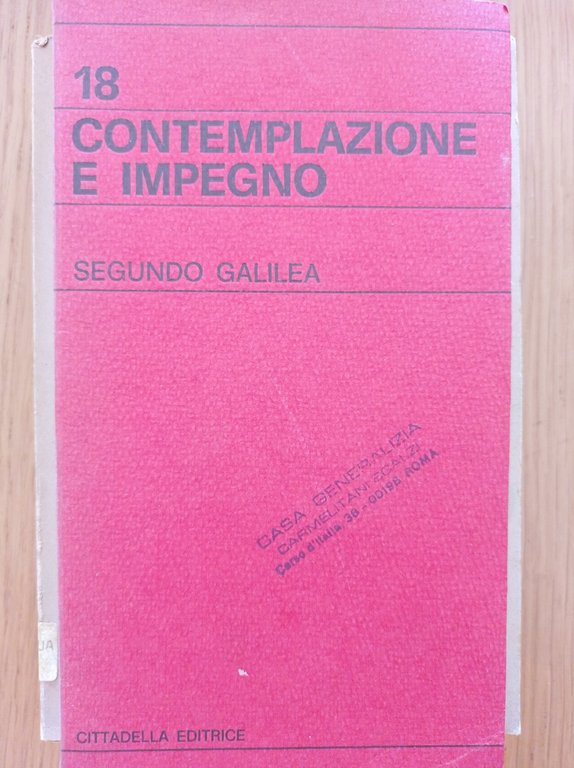 18
CONTEMPLAZIONE
E IMPEGNO
SEGUNDO GALILEA
CASA GENERALIZIA
CARMELITANI SCALZI
Corso d'Italia, 38 - 00198 ROMA
CITTADELLA EDITRICE